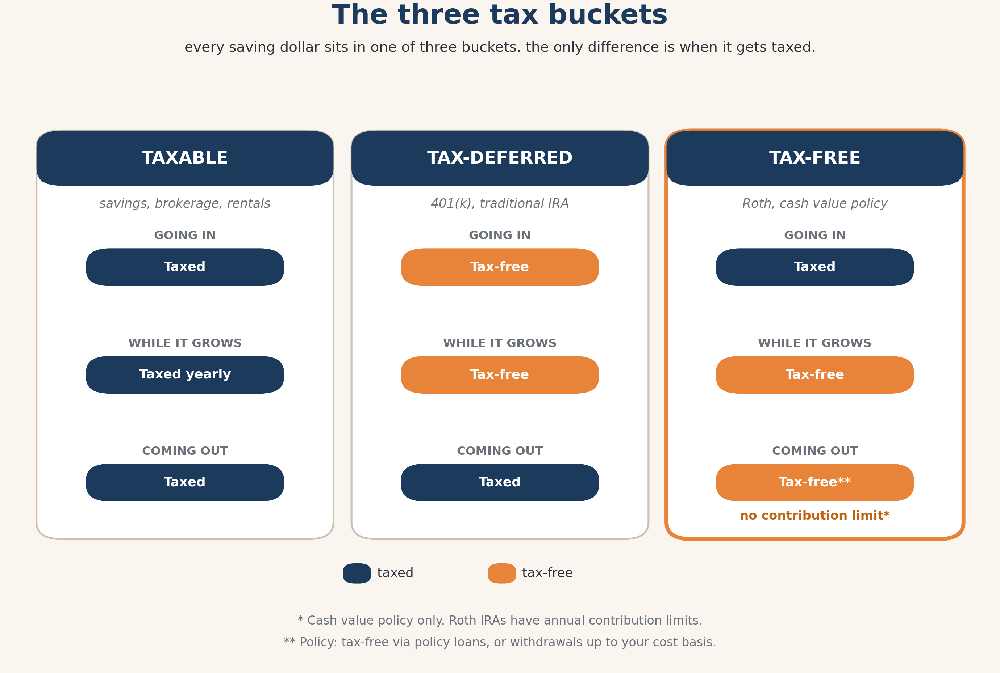 The three tax buckets
every saving dollar sits in one of three buckets. the only difference is when it gets taxed.
TAXABLE
savings, brokerage, rentals
GOING IN
Taxed
WHILE IT GROWS
Taxed yearly
COMING OUT
Taxed
TAX-DEFERRED
401(k), traditional IRA
GOING IN
Tax-free
WHILE IT GROWS
Tax-free
COMING OUT
Taxed
TAX-FREE
Roth, cash value policy
GOING IN
Taxed
WHILE IT GROWS
Tax-free
COMING OUT
Tax-free**
no contribution limit*
taxed
tax-free
* Cash value policy only. Roth IRAs have annual contribution limits.
** Policy: tax-free via policy loans, or withdrawals up to your cost basis.